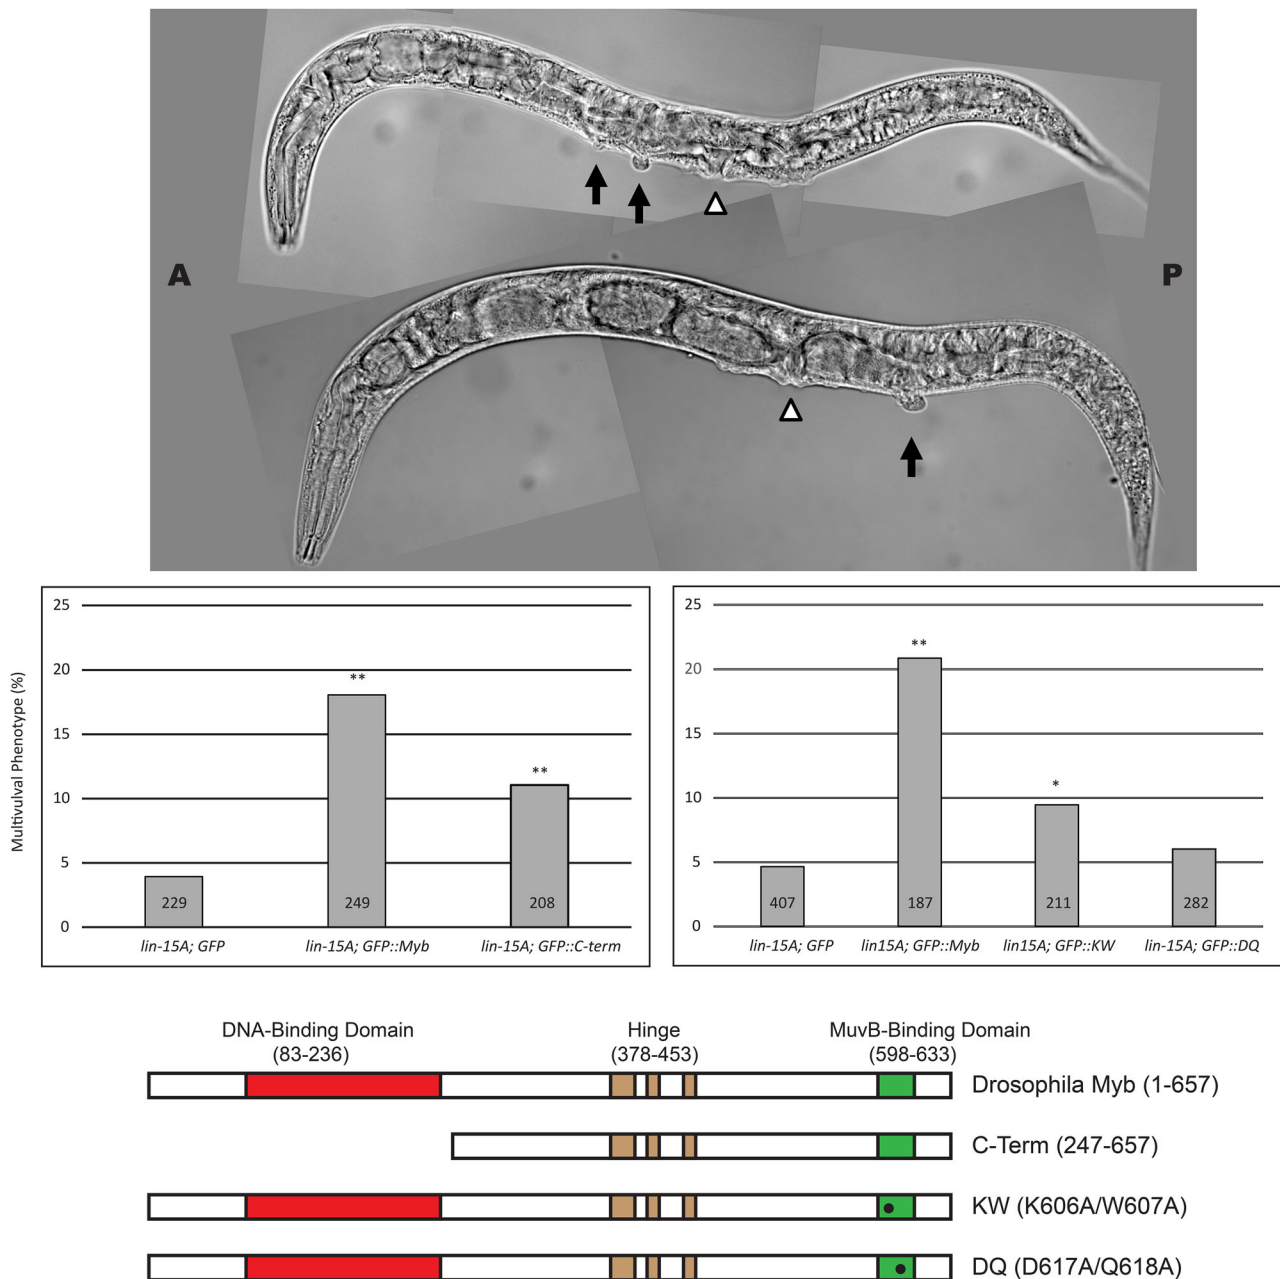 A
P
Multivulval Phenotype (%)
25
20
15
10
5
0
**
**
229
249
208
lin-15A; GFP
lin-15A; GFP::Myb
lin-15A; GFP::C-term
25
20
15
10
5
0
**
*
407
187
211
282
lin-15A; GFP
lin15A; GFP::Myb
lin15A; GFP::KW
lin-15A; GFP::DQ
DNA-Binding Domain
(83-236)
Hinge
(378-453)
MuvB-Binding Domain
(598-633)
Drosophila Myb (1-657)
C-Term (247-657)
KW (K606A/W607A)
DQ (D617A/Q618A)